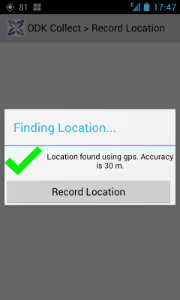 81 17:47
ODK Collect > Record Location
Finding Location...
Location found using gps. Accuracy
is 30 m.
Record Location